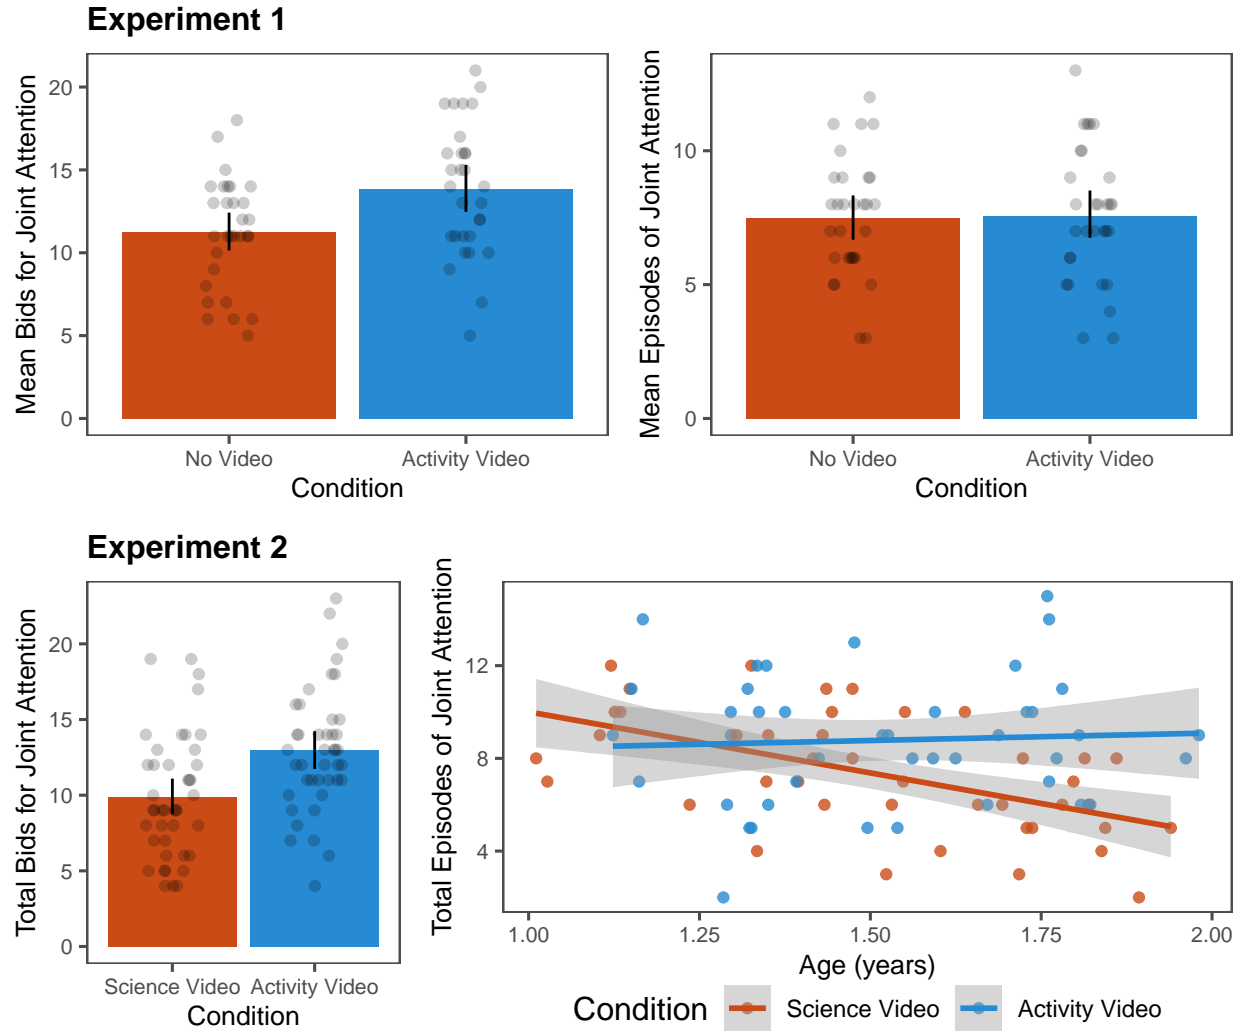 Experiment 1
Mean Bids for Joint Attention
20
15
10
5
0
No Video
Activity Video
Condition
Mean Episodes of Joint Attention
10
5
0
No Video
Activity Video
Condition
Experiment 2
Total Bids for Joint Attention
20
15
10
5
0
Science Video
Activity Video
Condition
Total Episodes of Joint Attention
12
8
4
1.00
1.25
1.50
1.75
2.00
Age (years)
Condition
Science Video
Activity Video